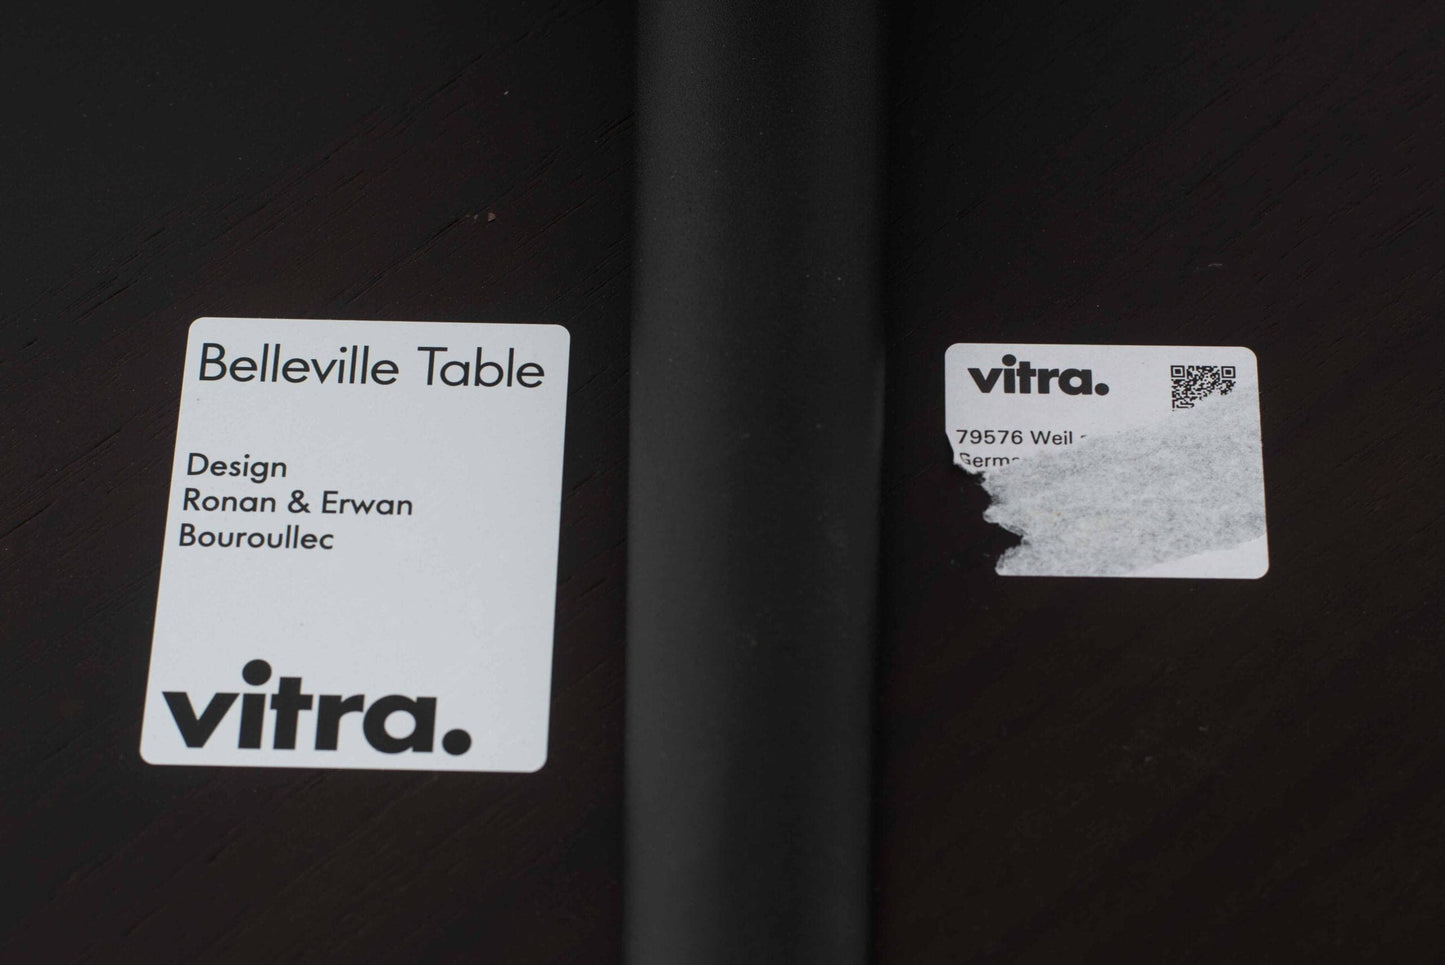 Belleville Table
Design
Ronan & Erwan
Bouroullec
vitra.
vitra.
79576 Weil